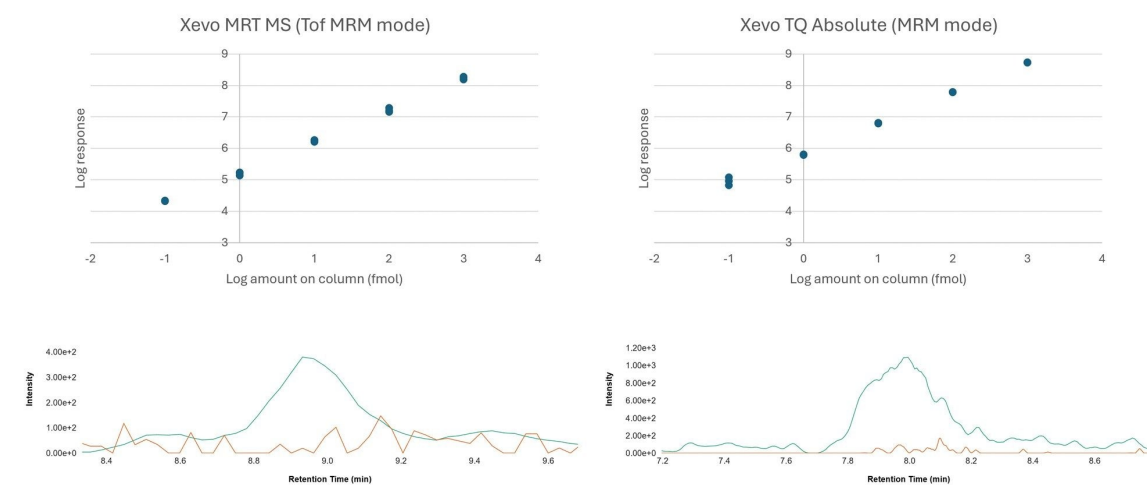 Xevo MRT MS (Tof MRM mode)
9
8
7
6
5
4
3
Log response
-2 -1 0 1 2 3 4
Log amount on column (fmol)
Xevo TQ Absolute (MRM mode)
9
8
7
6
5
4
3
Log response
-2 -1 0 1 2 3 4
Log amount on column (fmol)
4.00e+2
3.00e+2
2.00e+2
1.00e+2
0.00e+0
Intensity
8.4 8.6 8.8 9.0 9.2 9.4 9.6
Retention Time (min)
1.20e+3
1.00e+3
8.00e+2
6.00e+2
4.00e+2
2.00e+2
0.00e+0
Intensity
7.2 7.4 7.6 7.8 8.0 8.2 8.4 8.6
Retention Time (min)